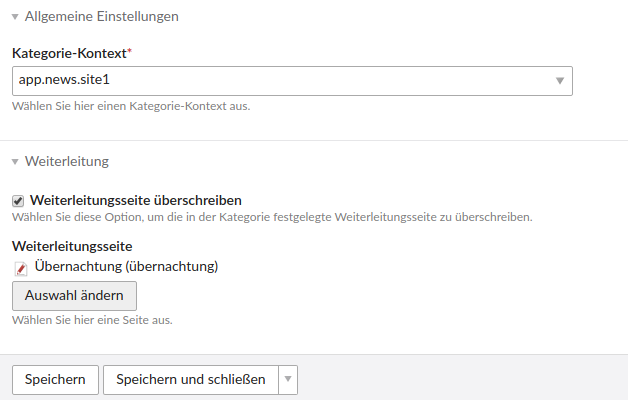 Allgemeine Einstellungen
Kategorie-Kontext*
app.news.site1
Wählen Sie hier einen Kategorie-Kontext aus.
Weiterleitung
Weiterleitungsseite überschreiben
Wählen Sie diese Option, um die in der Kategorie festgelegte Weiterleitungsseite zu überschreiben.
Weiterleitungsseite
Übernachtung (übernachtung)
Auswahl ändern
Wählen Sie hier eine Seite aus.
Speichern Speichern und schließen